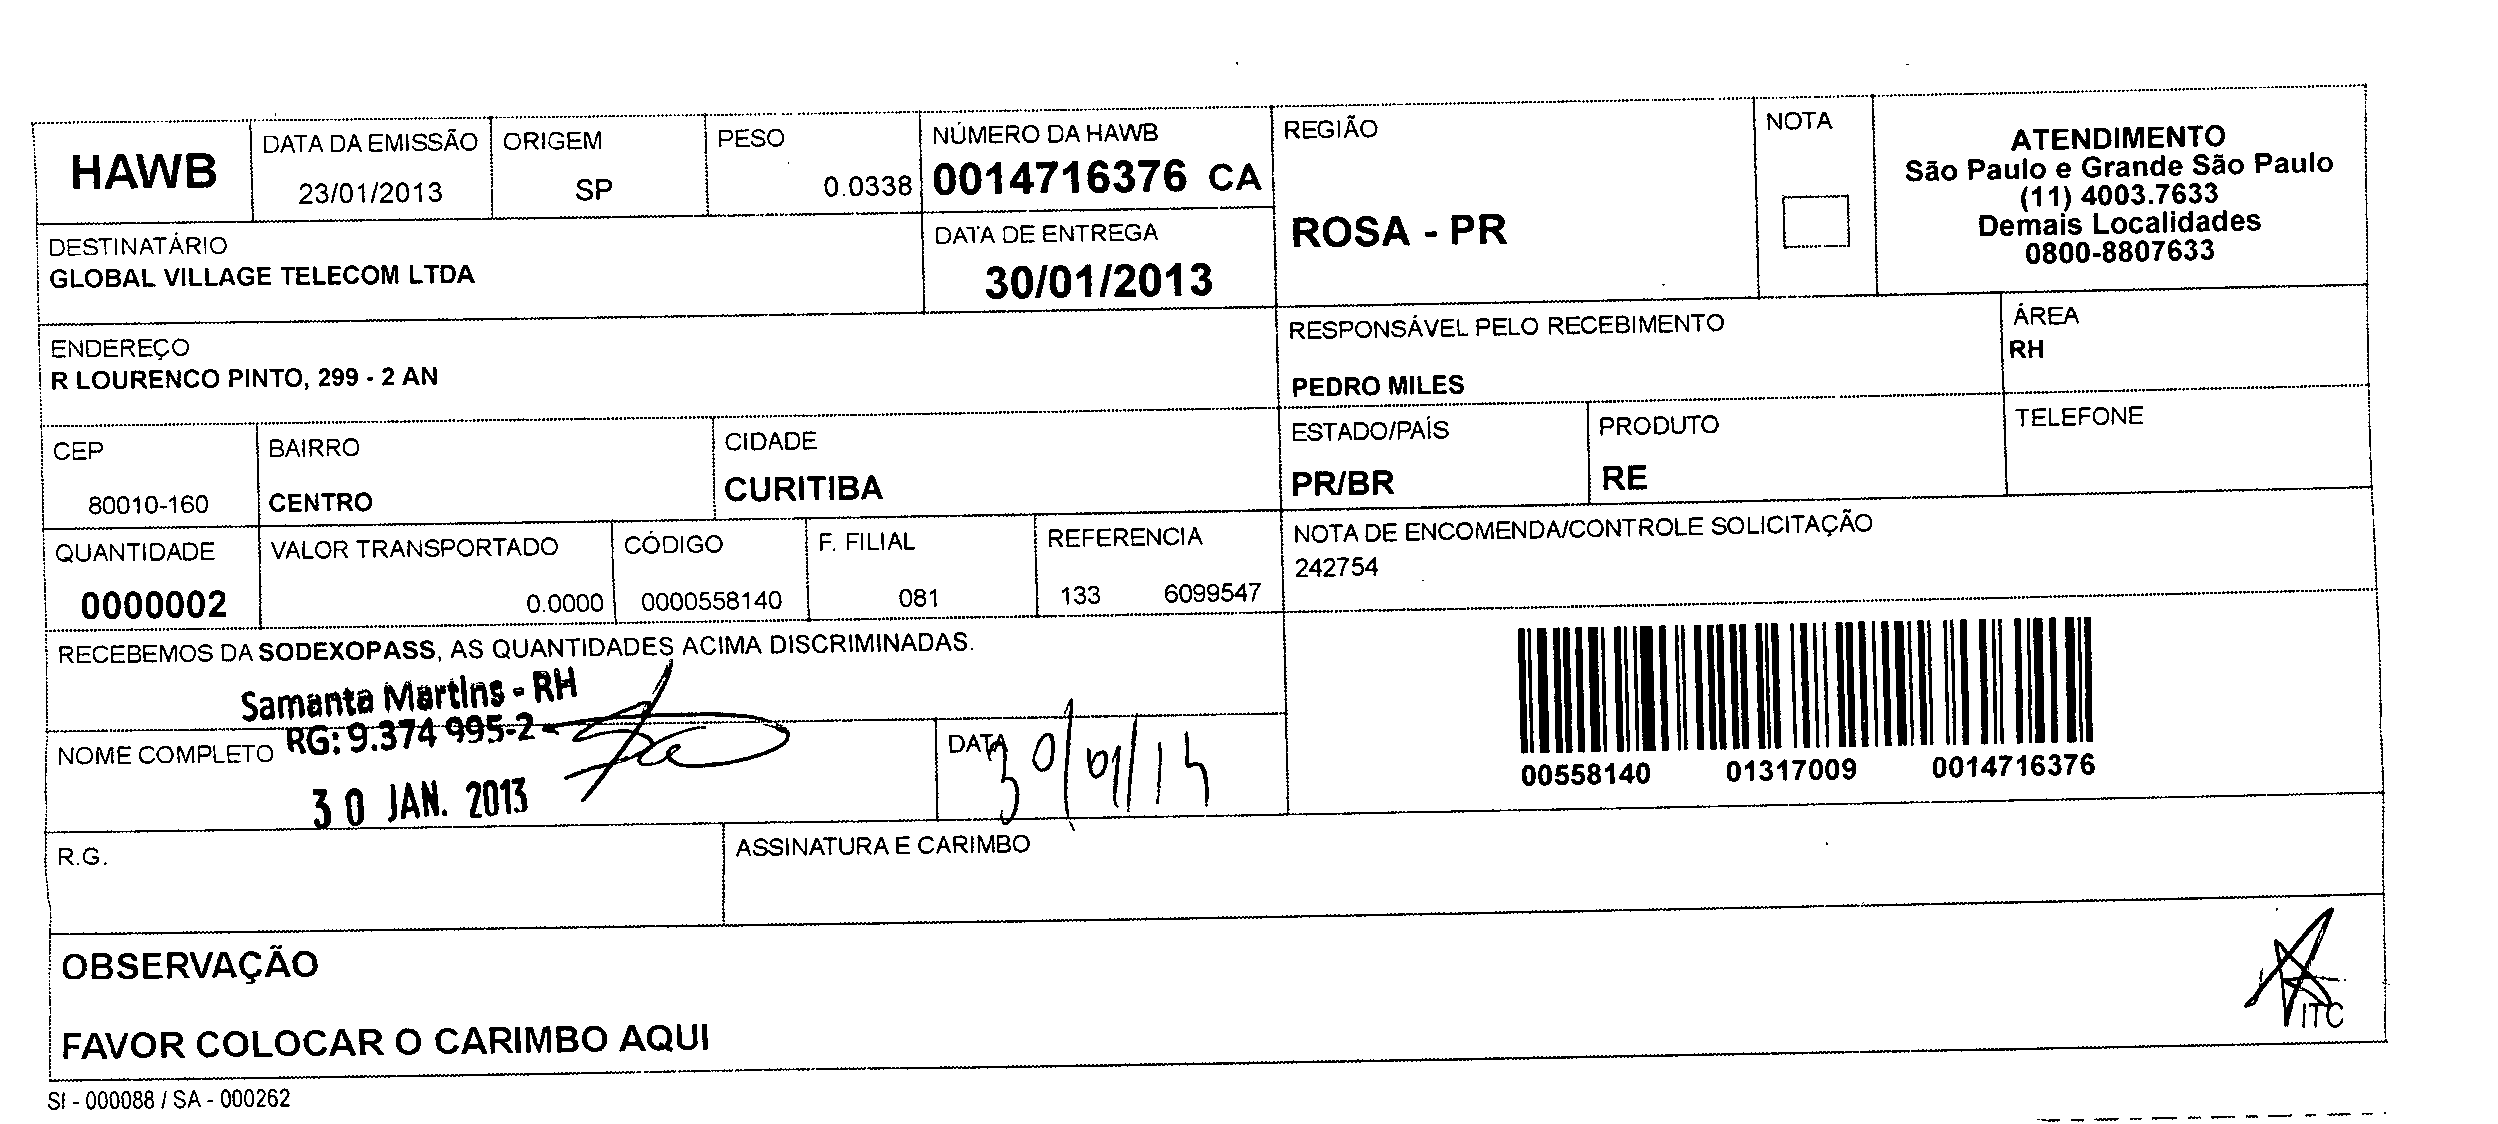 HAWB
DATA DA EMISSÃO
23/01/2013
ORIGEM
SP
PESO
0.0338
NÚMERO DA HAWB
0014716376 CA
REGIÃO
ROSA - PR
NOTA
ATENDIMENTO
São Paulo e Grande São Paulo
(11) 4003.7633
Demais Localidades
0800-8807633
DESTINATÁRIO
GLOBAL VILLAGE TELECOM LTDA
DATA DE ENTREGA
30/01/2013
ENDEREÇO
R LOURENCO PINTO, 299 - 2 AN
RESPONSÁVEL PELO RECEBIMENTO
PEDRO MILES
ÁREA
RH
CEP
80010-160
BAIRRO
CENTRO
CIDADE
CURITIBA
ESTADO/PAÍS
PR/BR
PRODUTO
RE
TELEFONE
QUANTIDADE
0000002
VALOR TRANSPORTADO
0.0000
CÓDIGO
0000558140
F. FILIAL
081
REFERENCIA
133 6099547
NOTA DE ENCOMENDA/CONTROLE SOLICITAÇÃO
242754
RECEBEMOS DA SODEXOPASS, AS QUANTIDADES ACIMA DISCRIMINADAS.
Samanta Martins - RH
RG: 9.374 995-2
NOME COMPLETO
30 JAN. 2013
DATA
30/01/13
00558140 01317009 0014716376
R.G.
ASSINATURA E CARIMBO
OBSERVAÇÃO
FAVOR COLOCAR O CARIMBO AQUI
ITC
SI - 000088 / SA - 000262